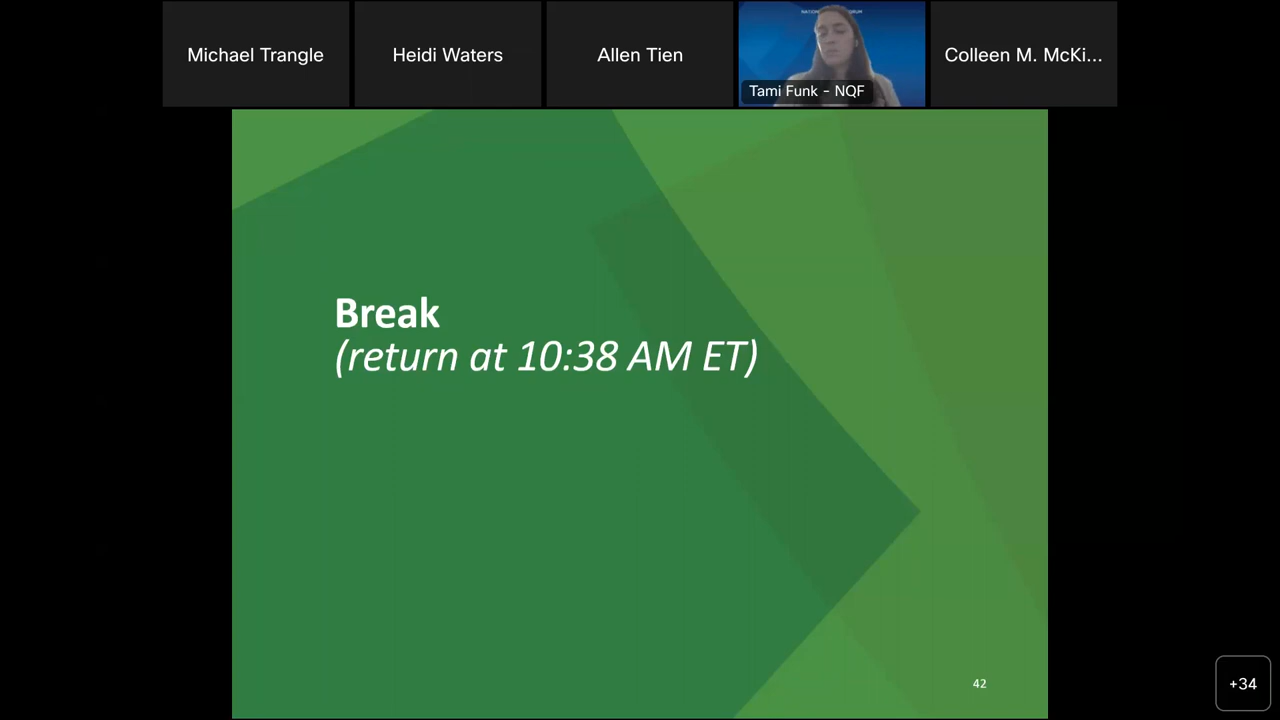 Michael Trangle
Heidi Waters
Allen Tien
Tami Funk - NQF
Colleen M. McKi...
Break
(return at 10:38 AM ET)
42
+34